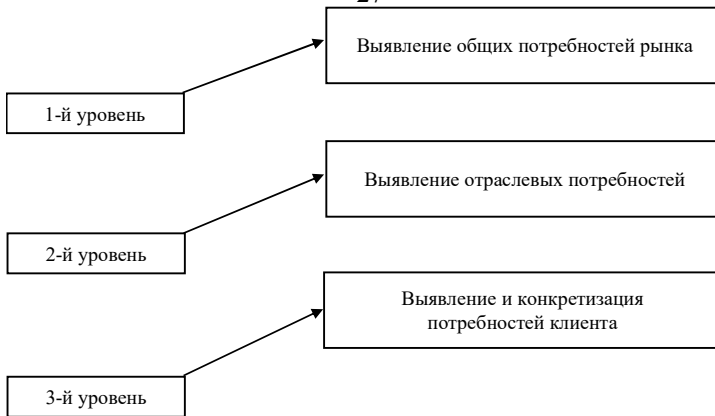 Выявление общих потребностей рынка
1-й уровень
Выявление отраслевых потребностей
2-й уровень
Выявление и конкретизация
потребностей клиента
3-й уровень